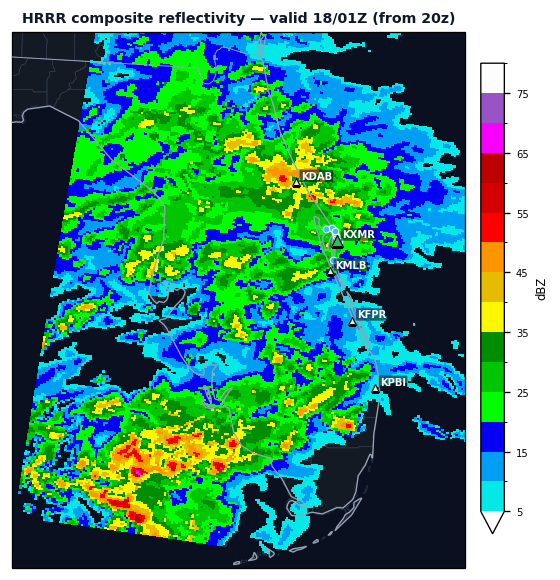 HRRR composite reflectivity — valid 18/01Z (from 20z)
KDAB
KXMR
KMLB
KFPR
KPBI
75
65
55
45
35
25
15
5
dBZ